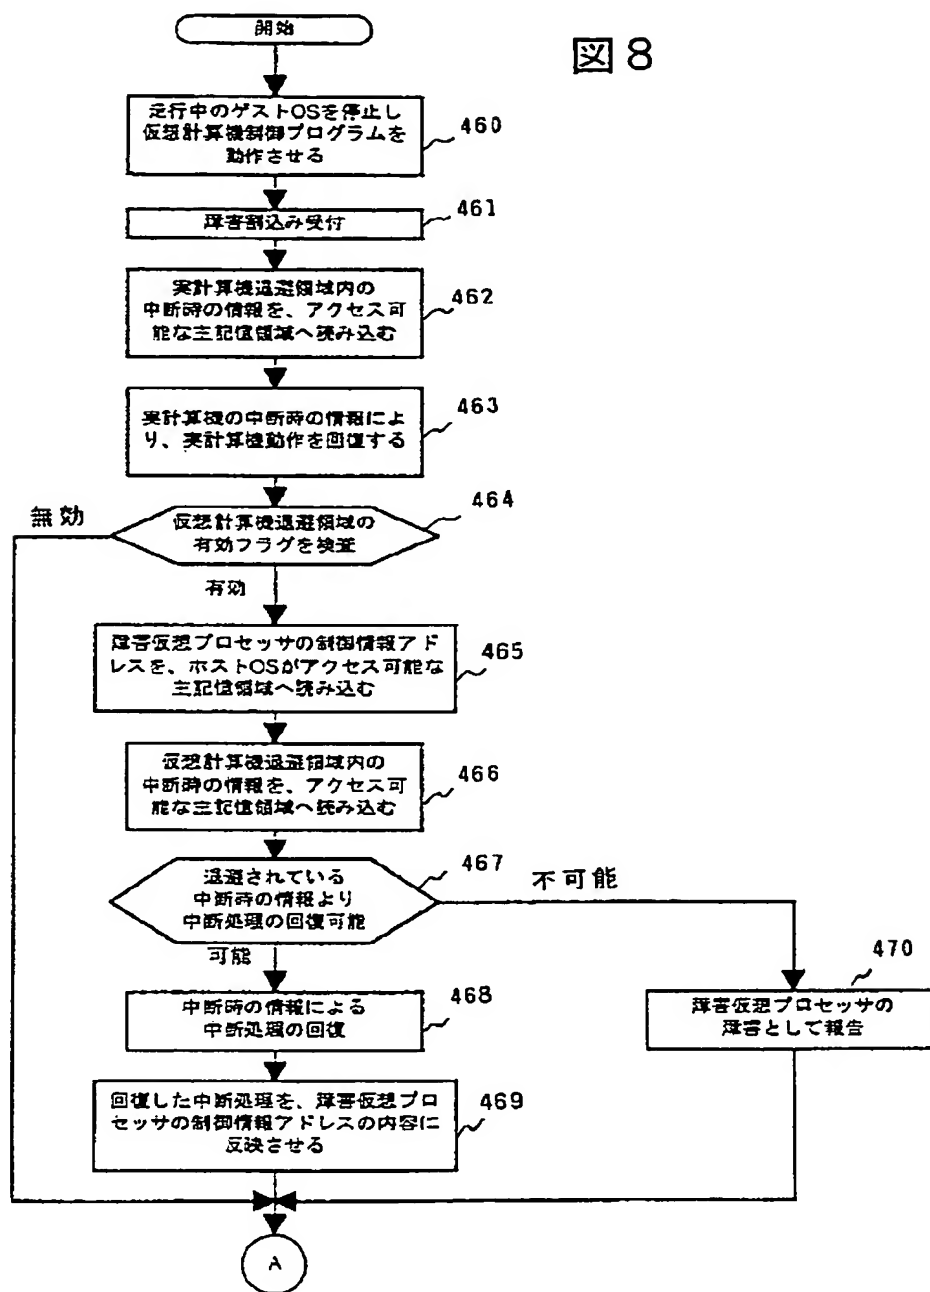 開始
図8
走行中のゲストOSを停止し
仮想計算機制御プログラムを
動作させる
460
障害割込み受付
461
実計算機退避領域内の
中断時の情報を、アクセス可
能な主記憶領域へ読み込む
462
実計算機の中断時の情報によ
り、実計算機動作を回復する
463
仮想計算機退避領域の
有効フラグを検査
464
無効
有効
障害仮想プロセッサの制御情報アド
レスを、ホストOSがアクセス可能な
主記憶領域へ読み込む
465
仮想計算機退避領域内の
中断時の情報を、アクセス可
能な主記憶領域へ読み込む
466
退避されている
中断時の情報より
中断処理の回復可能
467
不可能
可能
中断時の情報による
中断処理の回復
468
470
障害仮想プロセッサの
障害として報告
回復した中断処理を、障害仮想プロ
セッサの制御情報アドレスの内容に
反映させる
469
A